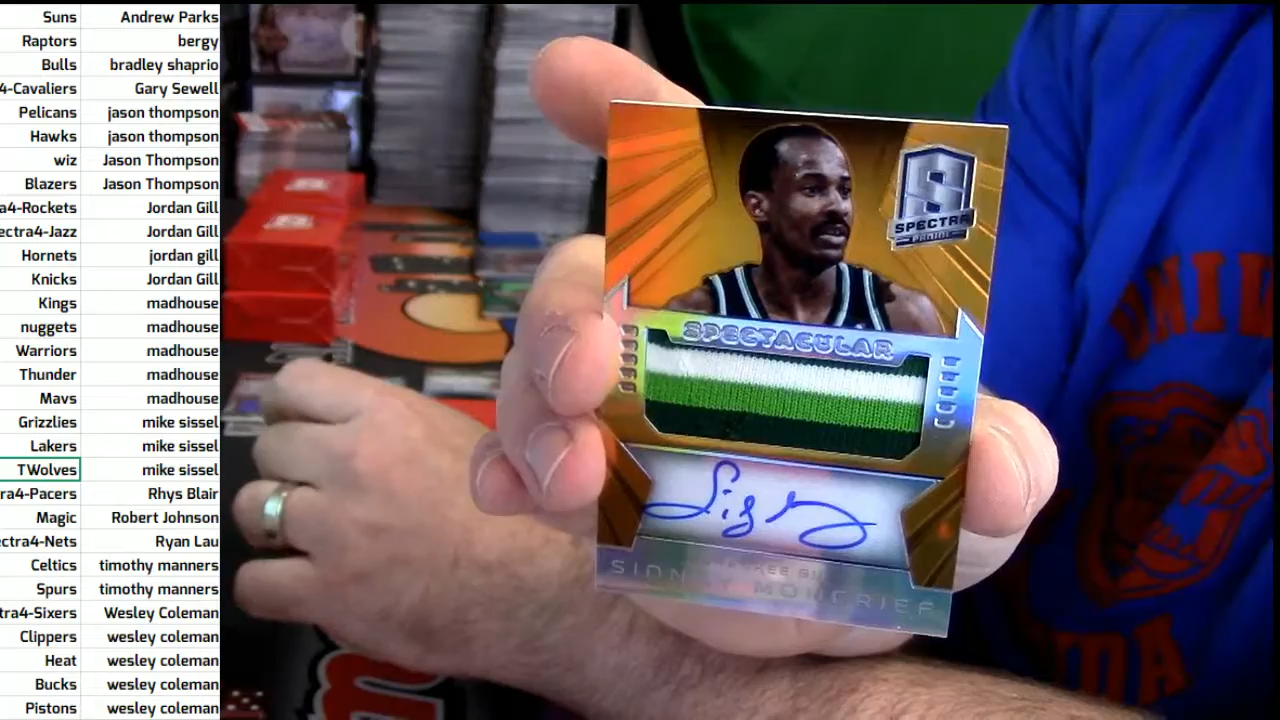 Suns Andrew Parks
Raptors bergy
Bulls bradley shaprio
4-Cavaliers Gary Sewell
Pelicans jason thompson
Hawks jason thompson
wiz Jason Thompson
Blazers Jason Thompson
a4-Rockets Jordan Gill
ectra4-Jazz Jordan Gill
Hornets jordan gill
Knicks Jordan Gill
Kings madhouse
nuggets madhouse
Warriors madhouse
Thunder madhouse
Mavs madhouse
Grizzlies mike sissel
Lakers mike sissel
TWolves mike sissel
ra4-Pacers Rhys Blair
Magic Robert Johnson
ectra4-Nets Ryan Lau
Celtics timothy manners
Spurs timothy manners
tra4-Sixers Wesley Coleman
Clippers wesley coleman
Heat wesley coleman
Bucks wesley coleman
Pistons wesley coleman
S
SPECTRA
PANINI
SPECTACULAR
SIDNEY MONCRIEF
UNIV